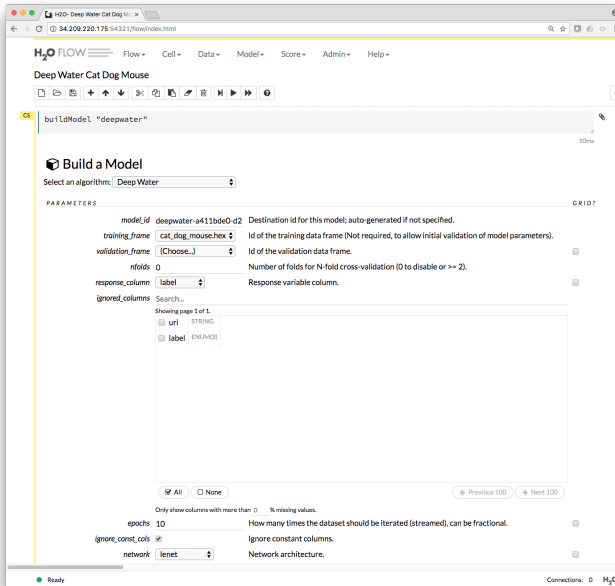 H2O- Deep Water Cat Dog Mo
34.209.220.175:54321/flow/index.html
H2O FLOW Flow Cell Data Model Score Admin Help
Deep Water Cat Dog Mouse
CS
buildModel "deepwater"
10ms
Build a Model
Select an algorithm: Deep Water
PARAMETERS GRID?
model_id deepwater-a411bde0-d2 Destination id for this model; auto-generated if not specified.
training_frame cat_dog_mouse.hex Id of the training data frame (Not required, to allow initial validation of model parameters).
validation_frame (Choose...) Id of the validation data frame.
nfolds 0 Number of folds for N-fold cross-validation (0 to disable or >= 2).
response_column label Response variable column.
ignored_columns Search...
Showing page 1 of 1.
uri STRING
label ENUM(3)
All None Previous 100 Next 100
Only show columns with more than 0 % missing values.
epochs 10 How many times the dataset should be iterated (streamed), can be fractional.
ignore_const_cols Ignore constant columns.
network lenet Network architecture.
Ready Connections: 0 H2O